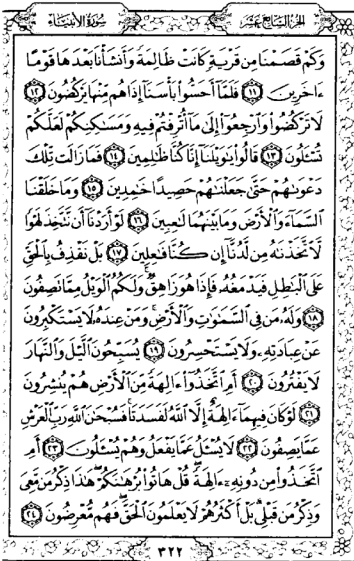 الجزء السابع عشر سورة الأنبياء
وَكَمْ قَصَمْنَا مِن قَرْيَةٍ كَانَتْ ظَالِمَةً وَأَنشَأْنَا بَعْدَهَا قَوْمًا
ءَاخَرِينَ ١١ فَلَمَّآ أَحَسُّوا۟ بَأْسَنَآ إِذَا هُم مِّنْهَا يَرْكُضُونَ ١٢
لَا تَرْكُضُوا۟ وَٱرْجِعُوٓا۟ إِلَىٰ مَآ أُتْرِفْتُمْ فِيهِ وَمَسَٰكِنِكُمْ لَعَلَّكُمْ
تُسْـَٔلُونَ ١٣ قَالُوا۟ يَٰوَيْلَنَآ إِنَّا كُنَّا ظَٰلِمِينَ ١٤ فَمَا زَالَت تِّلْكَ
دَعْوَىٰهُمْ حَتَّىٰ جَعَلْنَٰهُمْ حَصِيدًا خَٰمِدِينَ ١٥ وَمَا خَلَقْنَا
ٱلسَّمَآءَ وَٱلْأَرْضَ وَمَا بَيْنَهُمَا لَٰعِبِينَ ١٦ لَوْ أَرَدْنَآ أَن نَّتَّخِذَ لَهْوًا
لَّٱتَّخَذْنَٰهُ مِن لَّدُنَّآ إِن كُنَّا فَٰعِلِينَ ١٧ بَلْ نَقْذِفُ بِٱلْحَقِّ
عَلَى ٱلْبَٰطِلِ فَيَدْمَغُهُۥ فَإِذَا هُوَ زَاهِقٌ ۚ وَلَكُمُ ٱلْوَيْلُ مِمَّا تَصِفُونَ
١٨ وَلَهُۥ مَن فِى ٱلسَّمَٰوَٰتِ وَٱلْأَرْضِ ۚ وَمَنْ عِندَهُۥ لَا يَسْتَكْبِرُونَ
عَنْ عِبَادَتِهِۦ وَلَا يَسْتَحْسِرُونَ ١٩ يُسَبِّحُونَ ٱلَّيْلَ وَٱلنَّهَارَ
لَا يَفْتُرُونَ ٢٠ أَمِ ٱتَّخَذُوٓا۟ ءَالِهَةً مِّنَ ٱلْأَرْضِ هُمْ يُنشِرُونَ
٢١ لَوْ كَانَ فِيهِمَآ ءَالِهَةٌ إِلَّا ٱللَّهُ لَفَسَدَتَا ۚ فَسُبْحَٰنَ ٱللَّهِ رَبِّ ٱلْعَرْشِ
عَمَّا يَصِفُونَ ٢٢ لَا يُسْـَٔلُ عَمَّا يَفْعَلُ وَهُمْ يُسْـَٔلُونَ ٢٣ أَمِ
ٱتَّخَذُوا۟ مِن دُونِهِۦٓ ءَالِهَةً ۖ قُلْ هَاتُوا۟ بُرْهَٰنَكُمْ ۖ هَٰذَا ذِكْرُ مَن مَّعِىَ
وَذِكْرُ مَن قَبْلِى ۗ بَلْ أَكْثَرُهُمْ لَا يَعْلَمُونَ ٱلْحَقَّ ۖ فَهُم مُّعْرِضُونَ ٢٤
٣٢٢